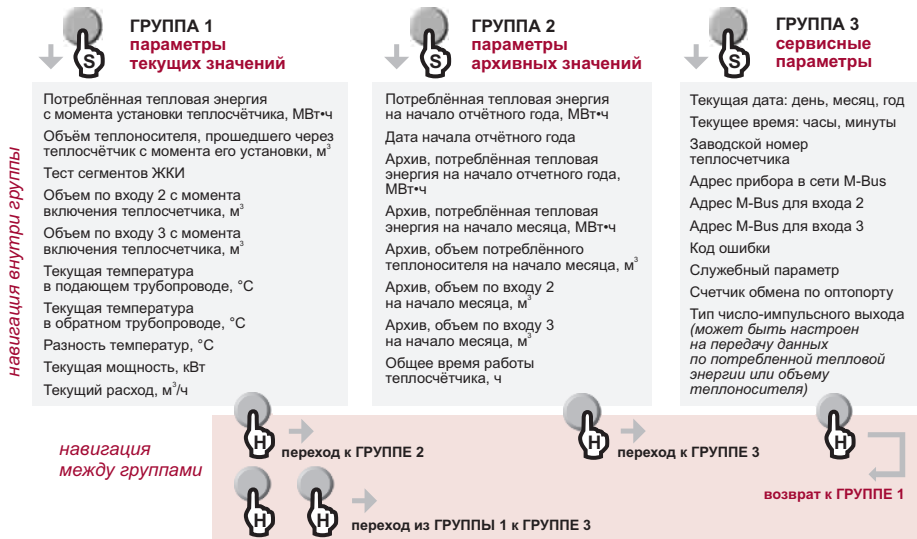 S
ГРУППА 1
параметры
текущих значений
S
ГРУППА 2
параметры
архивных значений
S
ГРУППА 3
сервисные
параметры
навигация внутри группы
Потреблённая тепловая энергия
с момента установки теплосчётчика, МВт•ч
Объём теплоносителя, прошедшего через
теплосчётчик с момента его установки, м³
Тест сегментов ЖКИ
Объем по входу 2 с момента
включения теплосчетчика, м³
Объем по входу 3 с момента
включения теплосчетчика, м³
Текущая температура
в подающем трубопроводе, °C
Текущая температура
в обратном трубопроводе, °C
Разность температур, °C
Текущая мощность, кВт
Текущий расход, м³/ч
Потреблённая тепловая энергия
на начало отчётного года, МВт•ч
Дата начала отчётного года
Архив, потреблённая тепловая
энергия на начало отчетного года,
МВт•ч
Архив, потреблённая тепловая
энергия на начало месяца, МВт•ч
Архив, объем потреблённого
теплоносителя на начало месяца, м³
Архив, объем по входу 2
на начало месяца, м³
Архив, объем по входу 3
на начало месяца, м³
Общее время работы
теплосчётчика, ч
Текущая дата: день, месяц, год
Текущее время: часы, минуты
Заводской номер
теплосчетчика
Адрес прибора в сети M-Bus
Адрес M-Bus для входа 2
Адрес M-Bus для входа 3
Код ошибки
Служебный параметр
Счетчик обмена по оптопорту
Тип число-импульсного выхода
(может быть настроен
на передачу данных
по потребленной тепловой
энергии или объему
теплоносителя)
навигация
между группами
H
переход к ГРУППЕ 2
H
переход к ГРУППЕ 3
H
возврат к ГРУППЕ 1
H
H
переход из ГРУППЫ 1 к ГРУППЕ 3